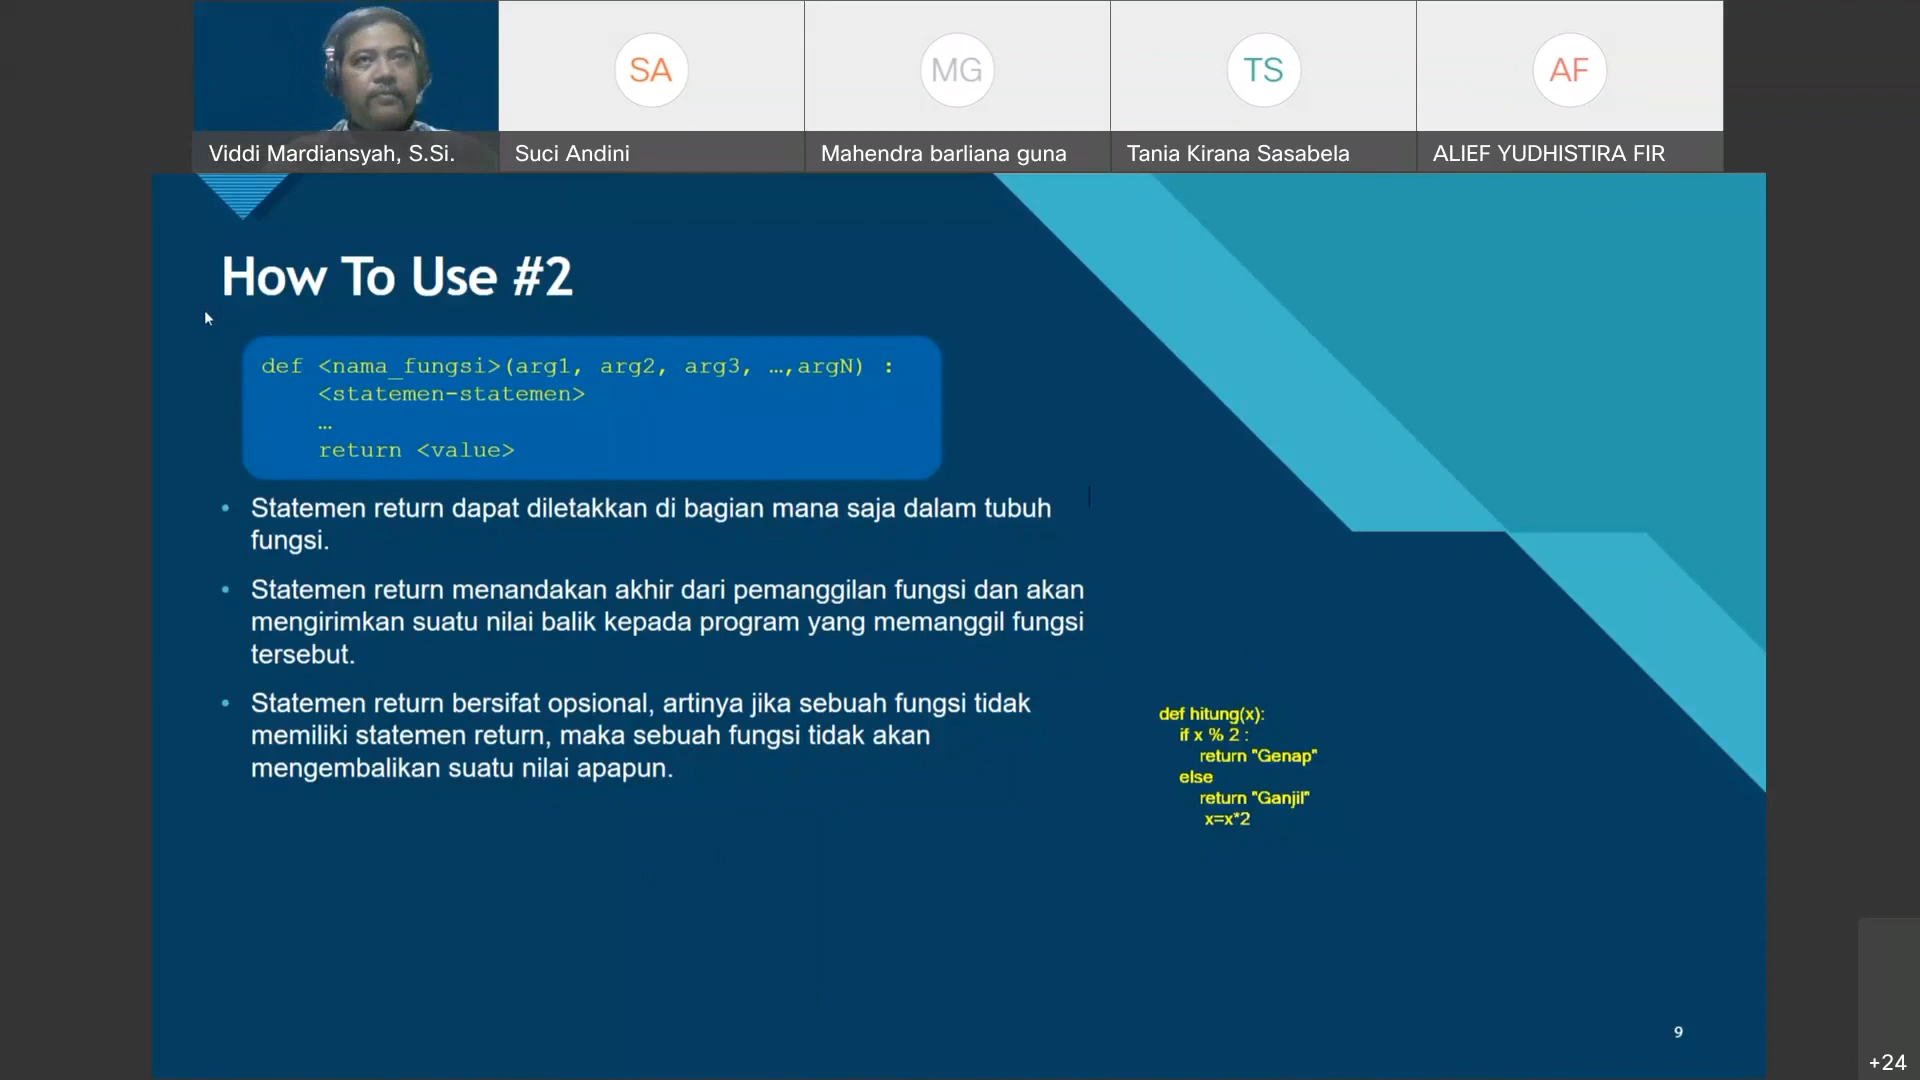 SA
MG
TS
AF
Viddi Mardiansyah, S.Si.
Suci Andini
Mahendra barliana guna
Tania Kirana Sasabela
ALIEF YUDHISTIRA FIR
How To Use #2
def <nama_fungsi>(arg1, arg2, arg3, …,argN) :
<statemen-statemen>
…
return <value>
• Statemen return dapat diletakkan di bagian mana saja dalam tubuh
fungsi.
• Statemen return menandakan akhir dari pemanggilan fungsi dan akan
mengirimkan suatu nilai balik kepada program yang memanggil fungsi
tersebut.
• Statemen return bersifat opsional, artinya jika sebuah fungsi tidak
memiliki statemen return, maka sebuah fungsi tidak akan
mengembalikan suatu nilai apapun.
def hitung(x):
if x % 2 :
return "Genap"
else
return "Ganjil"
x=x*2
9
+24